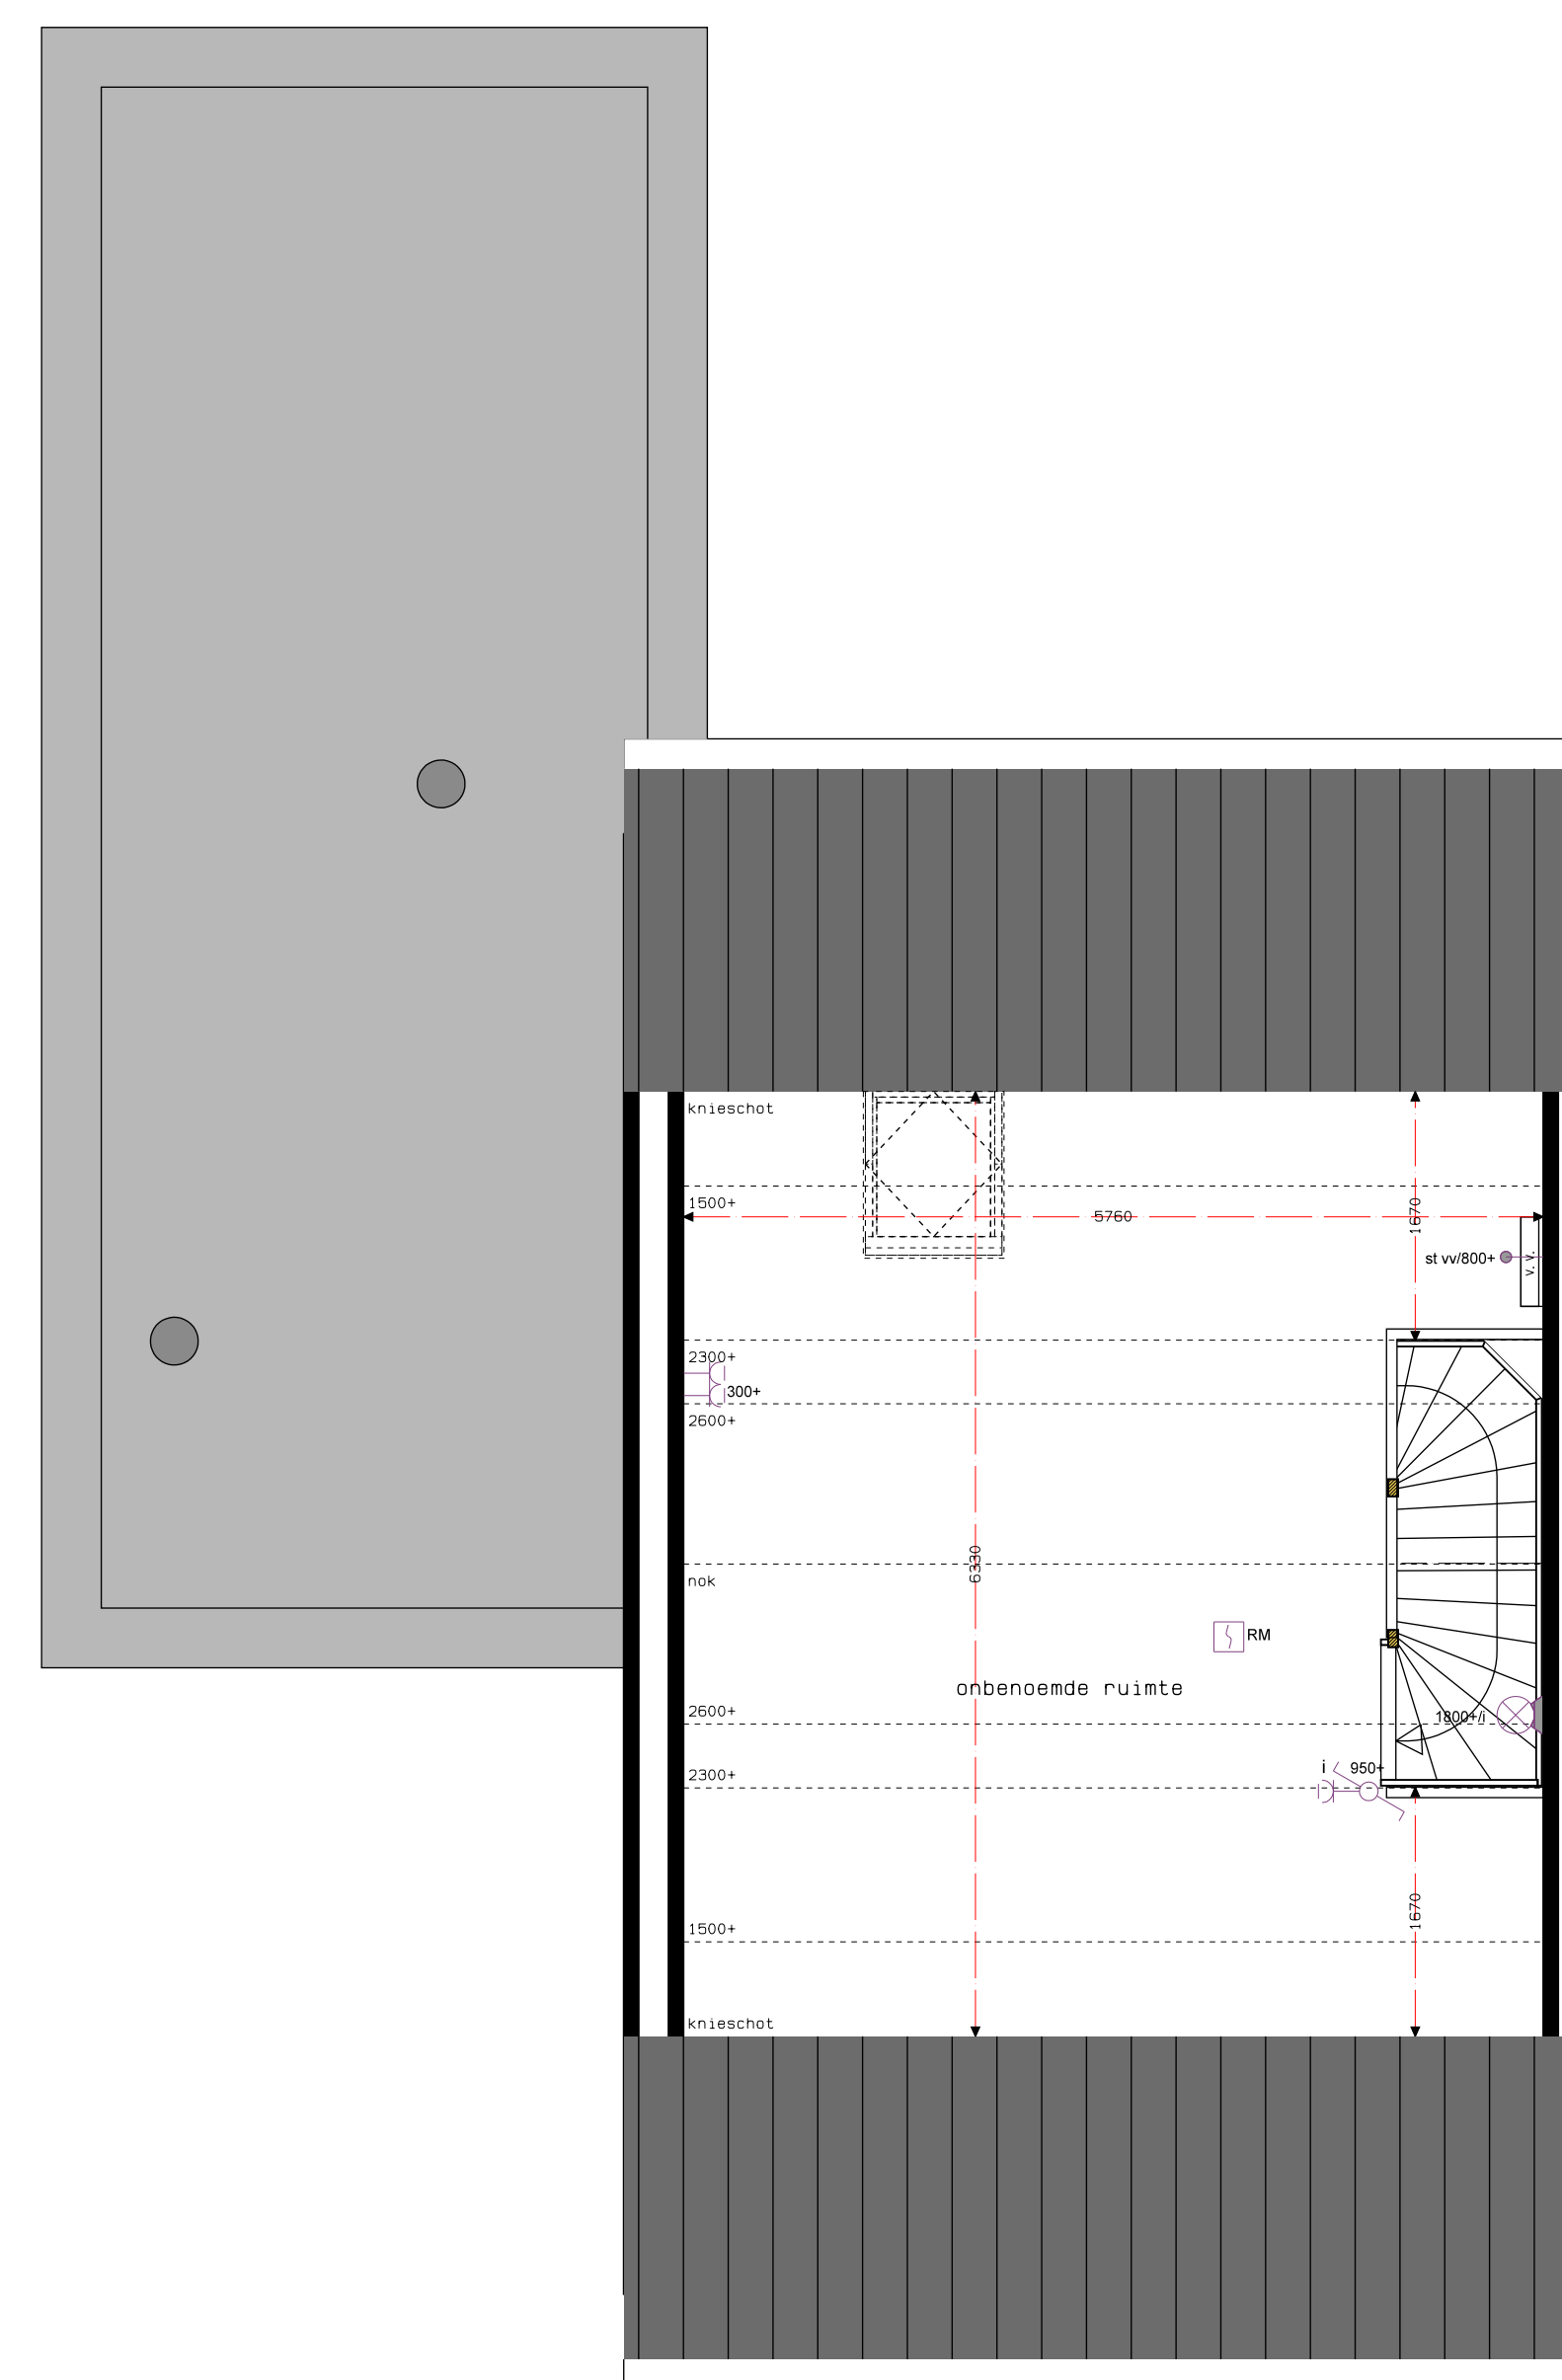 knieschot
1500+
5760
1670
st vv/800+
v. v.
2300+
300+
2600+
6330
nok
RM
onbenoemde ruimte
2600+
1800+/i
2300+
i 950+
1670
1500+
knieschot